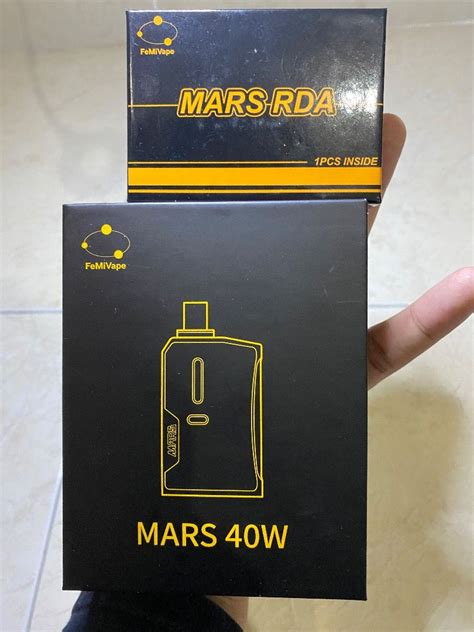 FeMiVape
MARS RDA
1PCS INSIDE
FeMiVape
MARS
MARS 40W